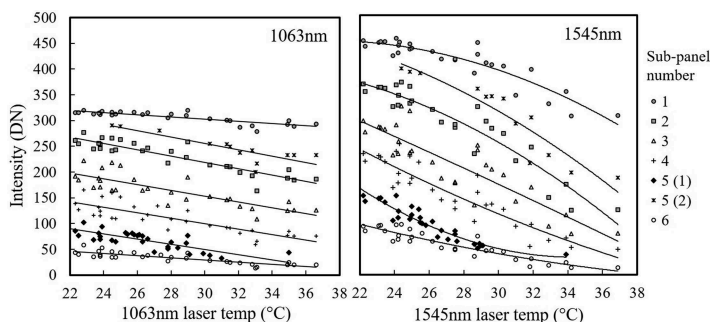 500
450
400
350
300
250
200
150
100
50
0
Intensity (DN)
1063nm
22 24 26 28 30 32 34 36 38
1063nm laser temp (°C)
1545nm
22 24 26 28 30 32 34 36 38
1545nm laser temp (°C)
Sub-panel
number
1
2
3
4
5 (1)
5 (2)
6